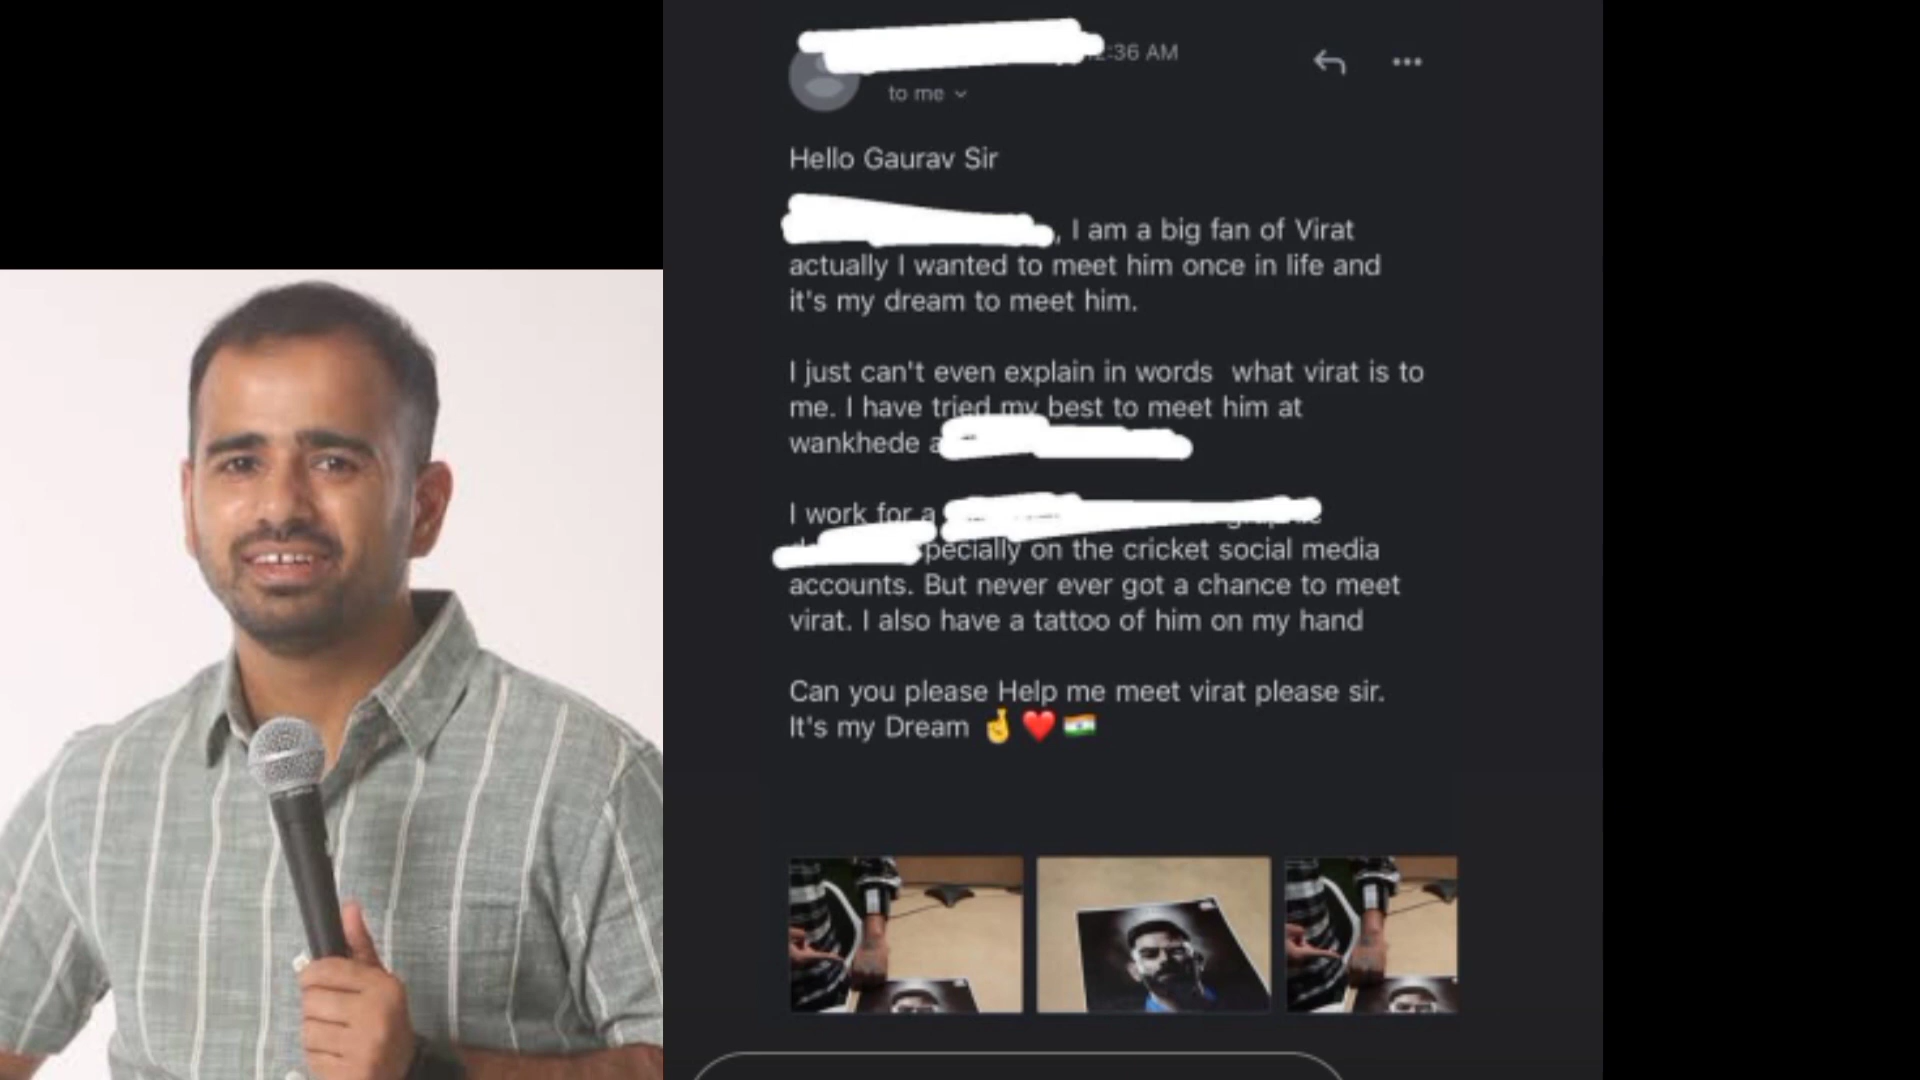 :36 AM
to me
Hello Gaurav Sir
, I am a big fan of Virat
actually I wanted to meet him once in life and
it's my dream to meet him.
I just can't even explain in words what virat is to
me. I have tried my best to meet him at
wankhede
I work for a
pecially on the cricket social media
accounts. But never ever got a chance to meet
virat. I also have a tattoo of him on my hand
Can you please Help me meet virat please sir.
It's my Dream 🤞❤️🇮🇳